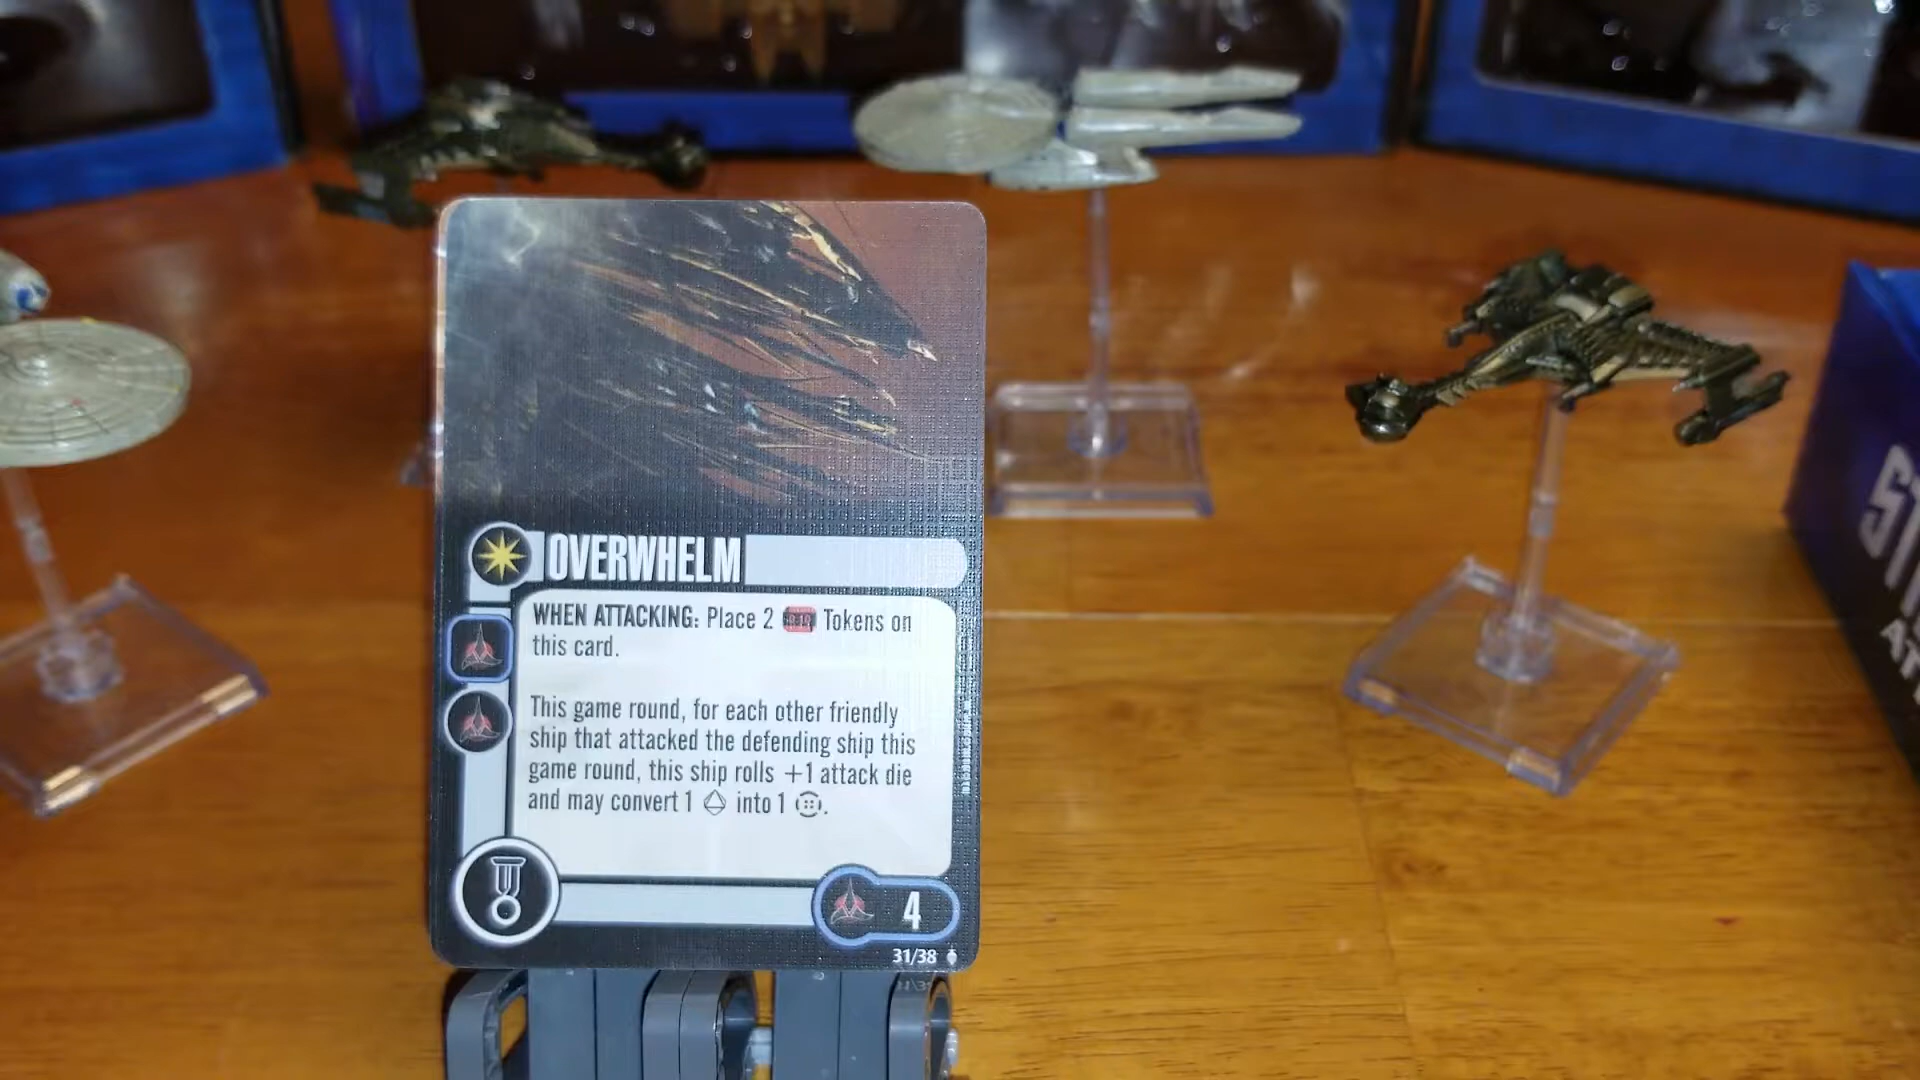 OVERWHELM
WHEN ATTACKING: Place 2 Tokens on
this card.
This game round, for each other friendly
ship that attacked the defending ship this
game round, this ship rolls +1 attack die
and may convert 1 into 1 .
4
31/38